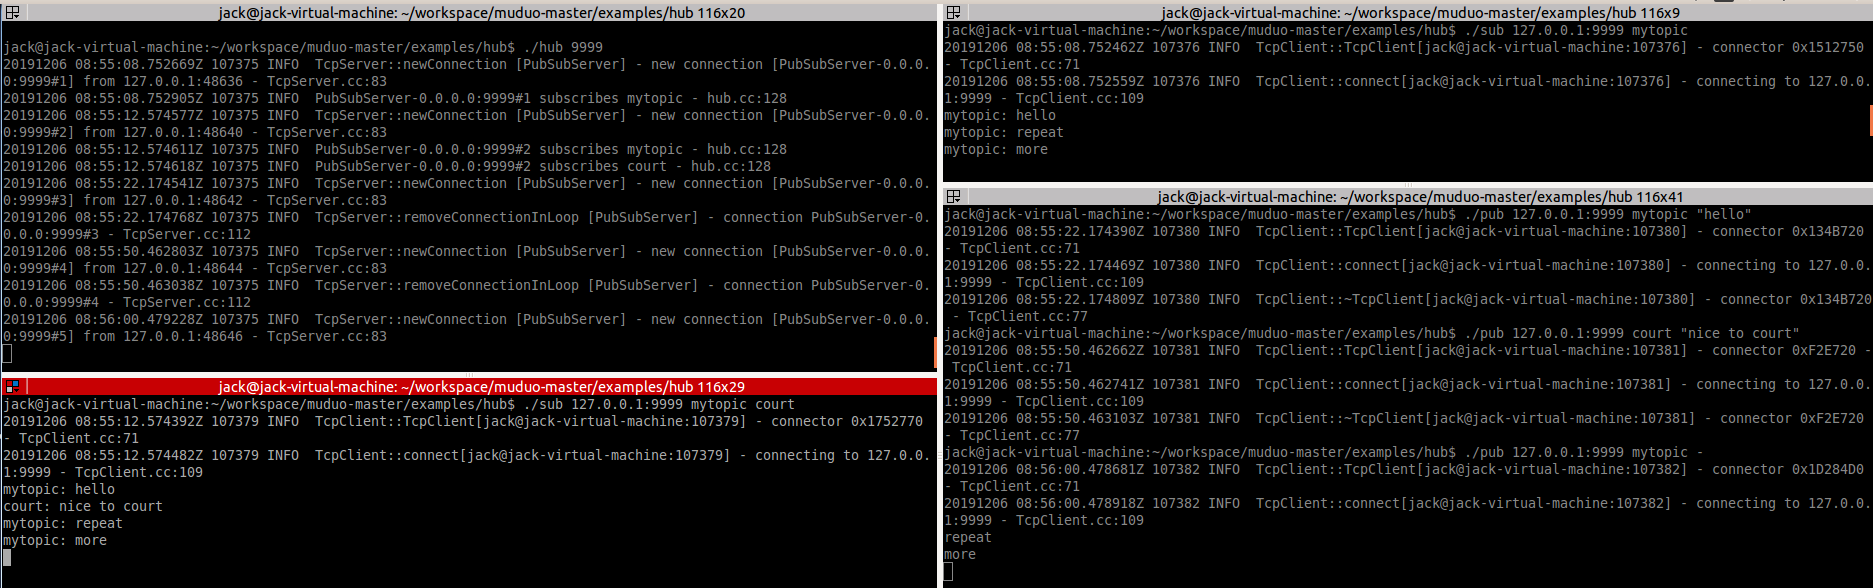 jack@jack-virtual-machine: ~/workspace/muduo-master/examples/hub 116x20
jack@jack-virtual-machine:~/workspace/muduo-master/examples/hub$ ./hub 9999
20191206 08:55:08.752669Z 107375 INFO  TcpServer::newConnection [PubSubServer] - new connection [PubSubServer-0.0.0.
0:9999#1] from 127.0.0.1:48636 - TcpServer.cc:83
20191206 08:55:08.752905Z 107375 INFO  PubSubServer-0.0.0.0:9999#1 subscribes mytopic - hub.cc:128
20191206 08:55:12.574577Z 107375 INFO  TcpServer::newConnection [PubSubServer] - new connection [PubSubServer-0.0.0.
0:9999#2] from 127.0.0.1:48640 - TcpServer.cc:83
20191206 08:55:12.574611Z 107375 INFO  PubSubServer-0.0.0.0:9999#2 subscribes mytopic - hub.cc:128
20191206 08:55:12.574618Z 107375 INFO  PubSubServer-0.0.0.0:9999#2 subscribes court - hub.cc:128
20191206 08:55:22.174541Z 107375 INFO  TcpServer::newConnection [PubSubServer] - new connection [PubSubServer-0.0.0.
0:9999#3] from 127.0.0.1:48642 - TcpServer.cc:83
20191206 08:55:22.174768Z 107375 INFO  TcpServer::removeConnectionInLoop [PubSubServer] - connection PubSubServer-0.
0.0.0:9999#3 - TcpServer.cc:112
20191206 08:55:50.462803Z 107375 INFO  TcpServer::newConnection [PubSubServer] - new connection [PubSubServer-0.0.0.
0:9999#4] from 127.0.0.1:48644 - TcpServer.cc:83
20191206 08:55:50.463038Z 107375 INFO  TcpServer::removeConnectionInLoop [PubSubServer] - connection PubSubServer-0.
0.0.0:9999#4 - TcpServer.cc:112
20191206 08:56:00.479228Z 107375 INFO  TcpServer::newConnection [PubSubServer] - new connection [PubSubServer-0.0.0.
0:9999#5] from 127.0.0.1:48646 - TcpServer.cc:83
jack@jack-virtual-machine: ~/workspace/muduo-master/examples/hub 116x29
jack@jack-virtual-machine:~/workspace/muduo-master/examples/hub$ ./sub 127.0.0.1:9999 mytopic court
20191206 08:55:12.574392Z 107379 INFO  TcpClient::TcpClient[jack@jack-virtual-machine:107379] - connector 0x1752770
- TcpClient.cc:71
20191206 08:55:12.574482Z 107379 INFO  TcpClient::connect[jack@jack-virtual-machine:107379] - connecting to 127.0.0.
1:9999 - TcpClient.cc:109
mytopic: hello
court: nice to court
mytopic: repeat
mytopic: more
jack@jack-virtual-machine: ~/workspace/muduo-master/examples/hub 116x9
jack@jack-virtual-machine:~/workspace/muduo-master/examples/hub$ ./sub 127.0.0.1:9999 mytopic
20191206 08:55:08.752462Z 107376 INFO  TcpClient::TcpClient[jack@jack-virtual-machine:107376] - connector 0x1512750
- TcpClient.cc:71
20191206 08:55:08.752559Z 107376 INFO  TcpClient::connect[jack@jack-virtual-machine:107376] - connecting to 127.0.0.
1:9999 - TcpClient.cc:109
mytopic: hello
mytopic: repeat
mytopic: more
jack@jack-virtual-machine: ~/workspace/muduo-master/examples/hub 116x41
jack@jack-virtual-machine:~/workspace/muduo-master/examples/hub$ ./pub 127.0.0.1:9999 mytopic "hello"
20191206 08:55:22.174390Z 107380 INFO  TcpClient::TcpClient[jack@jack-virtual-machine:107380] - connector 0x134B720
- TcpClient.cc:71
20191206 08:55:22.174469Z 107380 INFO  TcpClient::connect[jack@jack-virtual-machine:107380] - connecting to 127.0.0.
1:9999 - TcpClient.cc:109
20191206 08:55:22.174809Z 107380 INFO  TcpClient::~TcpClient[jack@jack-virtual-machine:107380] - connector 0x134B720
 - TcpClient.cc:77
jack@jack-virtual-machine:~/workspace/muduo-master/examples/hub$ ./pub 127.0.0.1:9999 court "nice to court"
20191206 08:55:50.462662Z 107381 INFO  TcpClient::TcpClient[jack@jack-virtual-machine:107381] - connector 0xF2E720 -
 TcpClient.cc:71
20191206 08:55:50.462741Z 107381 INFO  TcpClient::connect[jack@jack-virtual-machine:107381] - connecting to 127.0.0.
1:9999 - TcpClient.cc:109
20191206 08:55:50.463103Z 107381 INFO  TcpClient::~TcpClient[jack@jack-virtual-machine:107381] - connector 0xF2E720
- TcpClient.cc:77
jack@jack-virtual-machine:~/workspace/muduo-master/examples/hub$ ./pub 127.0.0.1:9999 mytopic -
20191206 08:56:00.478681Z 107382 INFO  TcpClient::TcpClient[jack@jack-virtual-machine:107382] - connector 0x1D284D0
- TcpClient.cc:71
20191206 08:56:00.478918Z 107382 INFO  TcpClient::connect[jack@jack-virtual-machine:107382] - connecting to 127.0.0.
1:9999 - TcpClient.cc:109
repeat
more